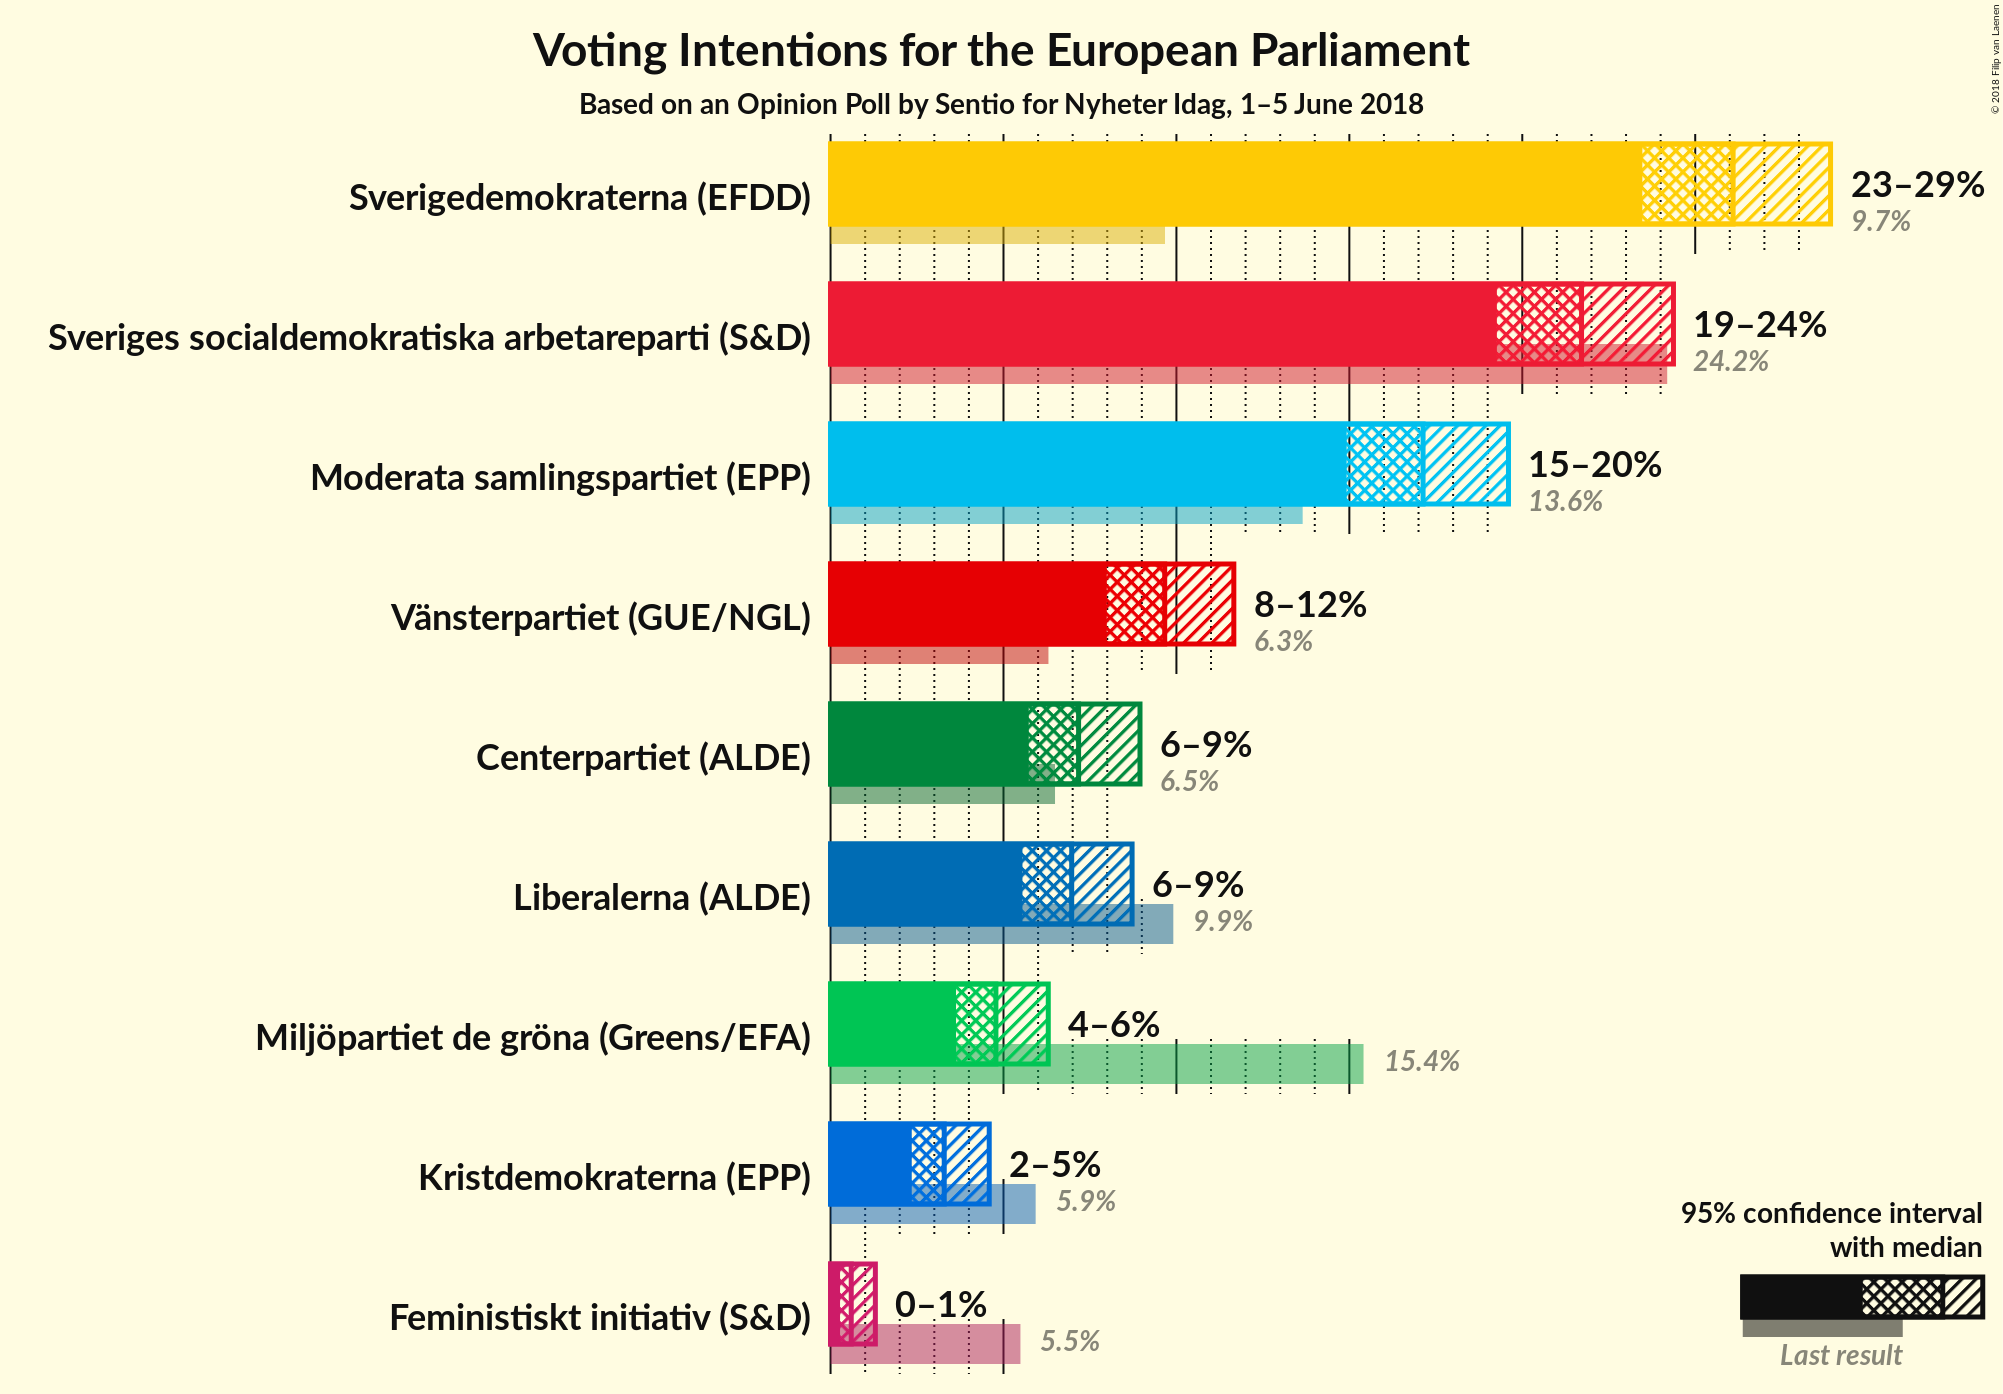 Voting Intentions for the European Parliament
Based on an Opinion Poll by Sentio for Nyheter Idag, 1–5 June 2018
© 2018 Filip van Laenen
Sverigedemokraterna (EFDD)
23–29%
9.7%
Sveriges socialdemokratiska arbetareparti (S&D)
19–24%
24.2%
Moderata samlingspartiet (EPP)
15–20%
13.6%
Vänsterpartiet (GUE/NGL)
8–12%
6.3%
Centerpartiet (ALDE)
6–9%
6.5%
Liberalerna (ALDE)
6–9%
9.9%
Miljöpartiet de gröna (Greens/EFA)
4–6%
15.4%
Kristdemokraterna (EPP)
2–5%
5.9%
Feministiskt initiativ (S&D)
0–1%
5.5%
95% confidence interval
with median
Last result